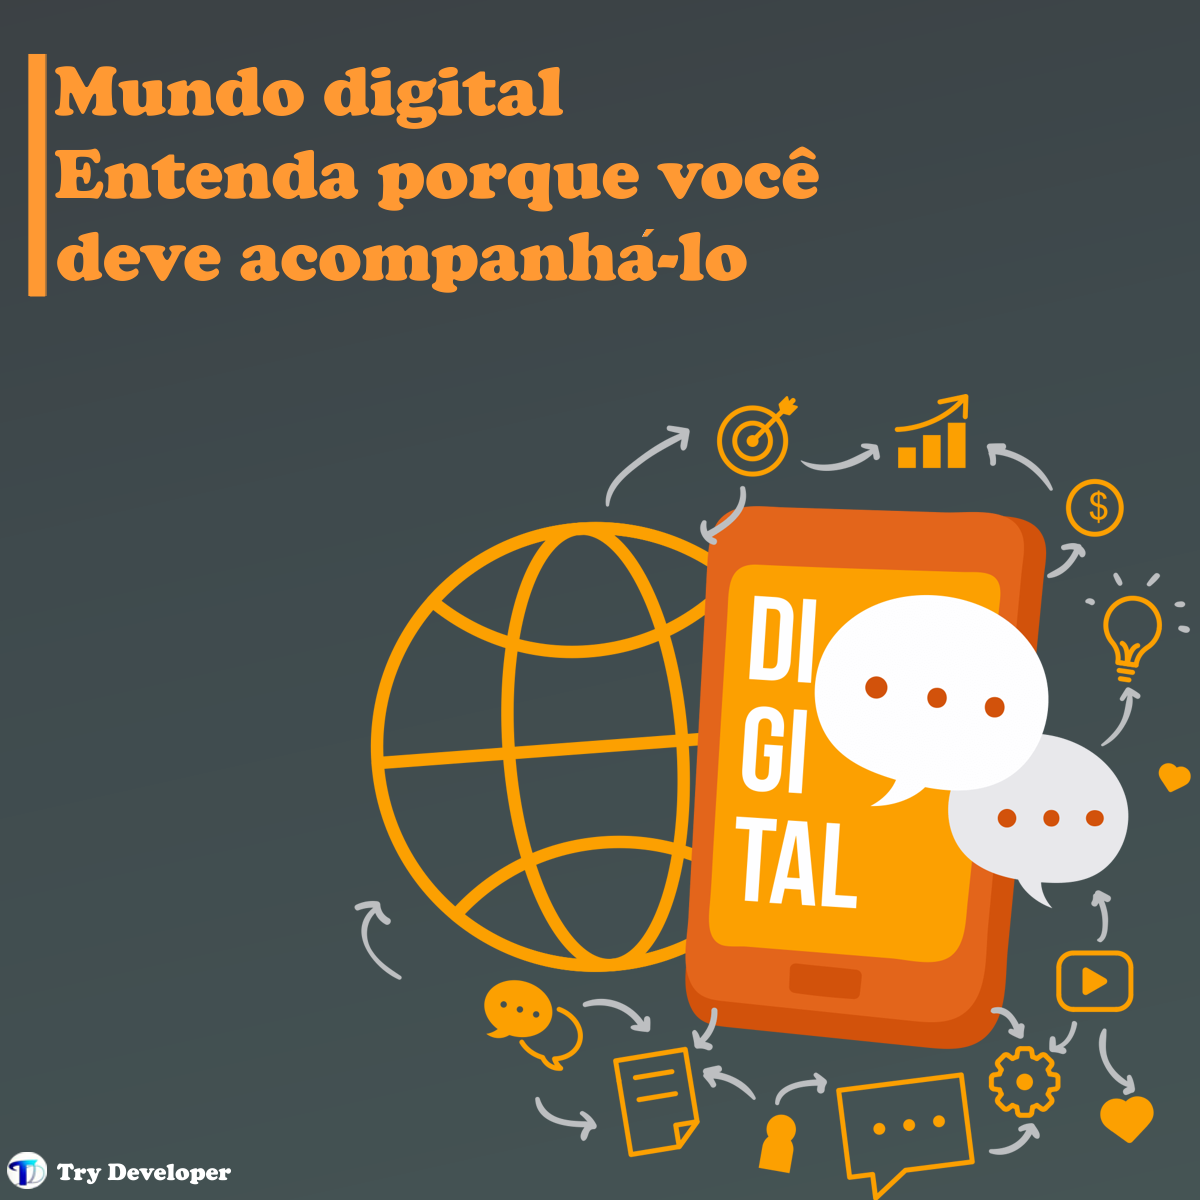 Mundo digital
Entenda porque você
deve acompanhá-lo
$
DI
GI
TAL
Try Developer